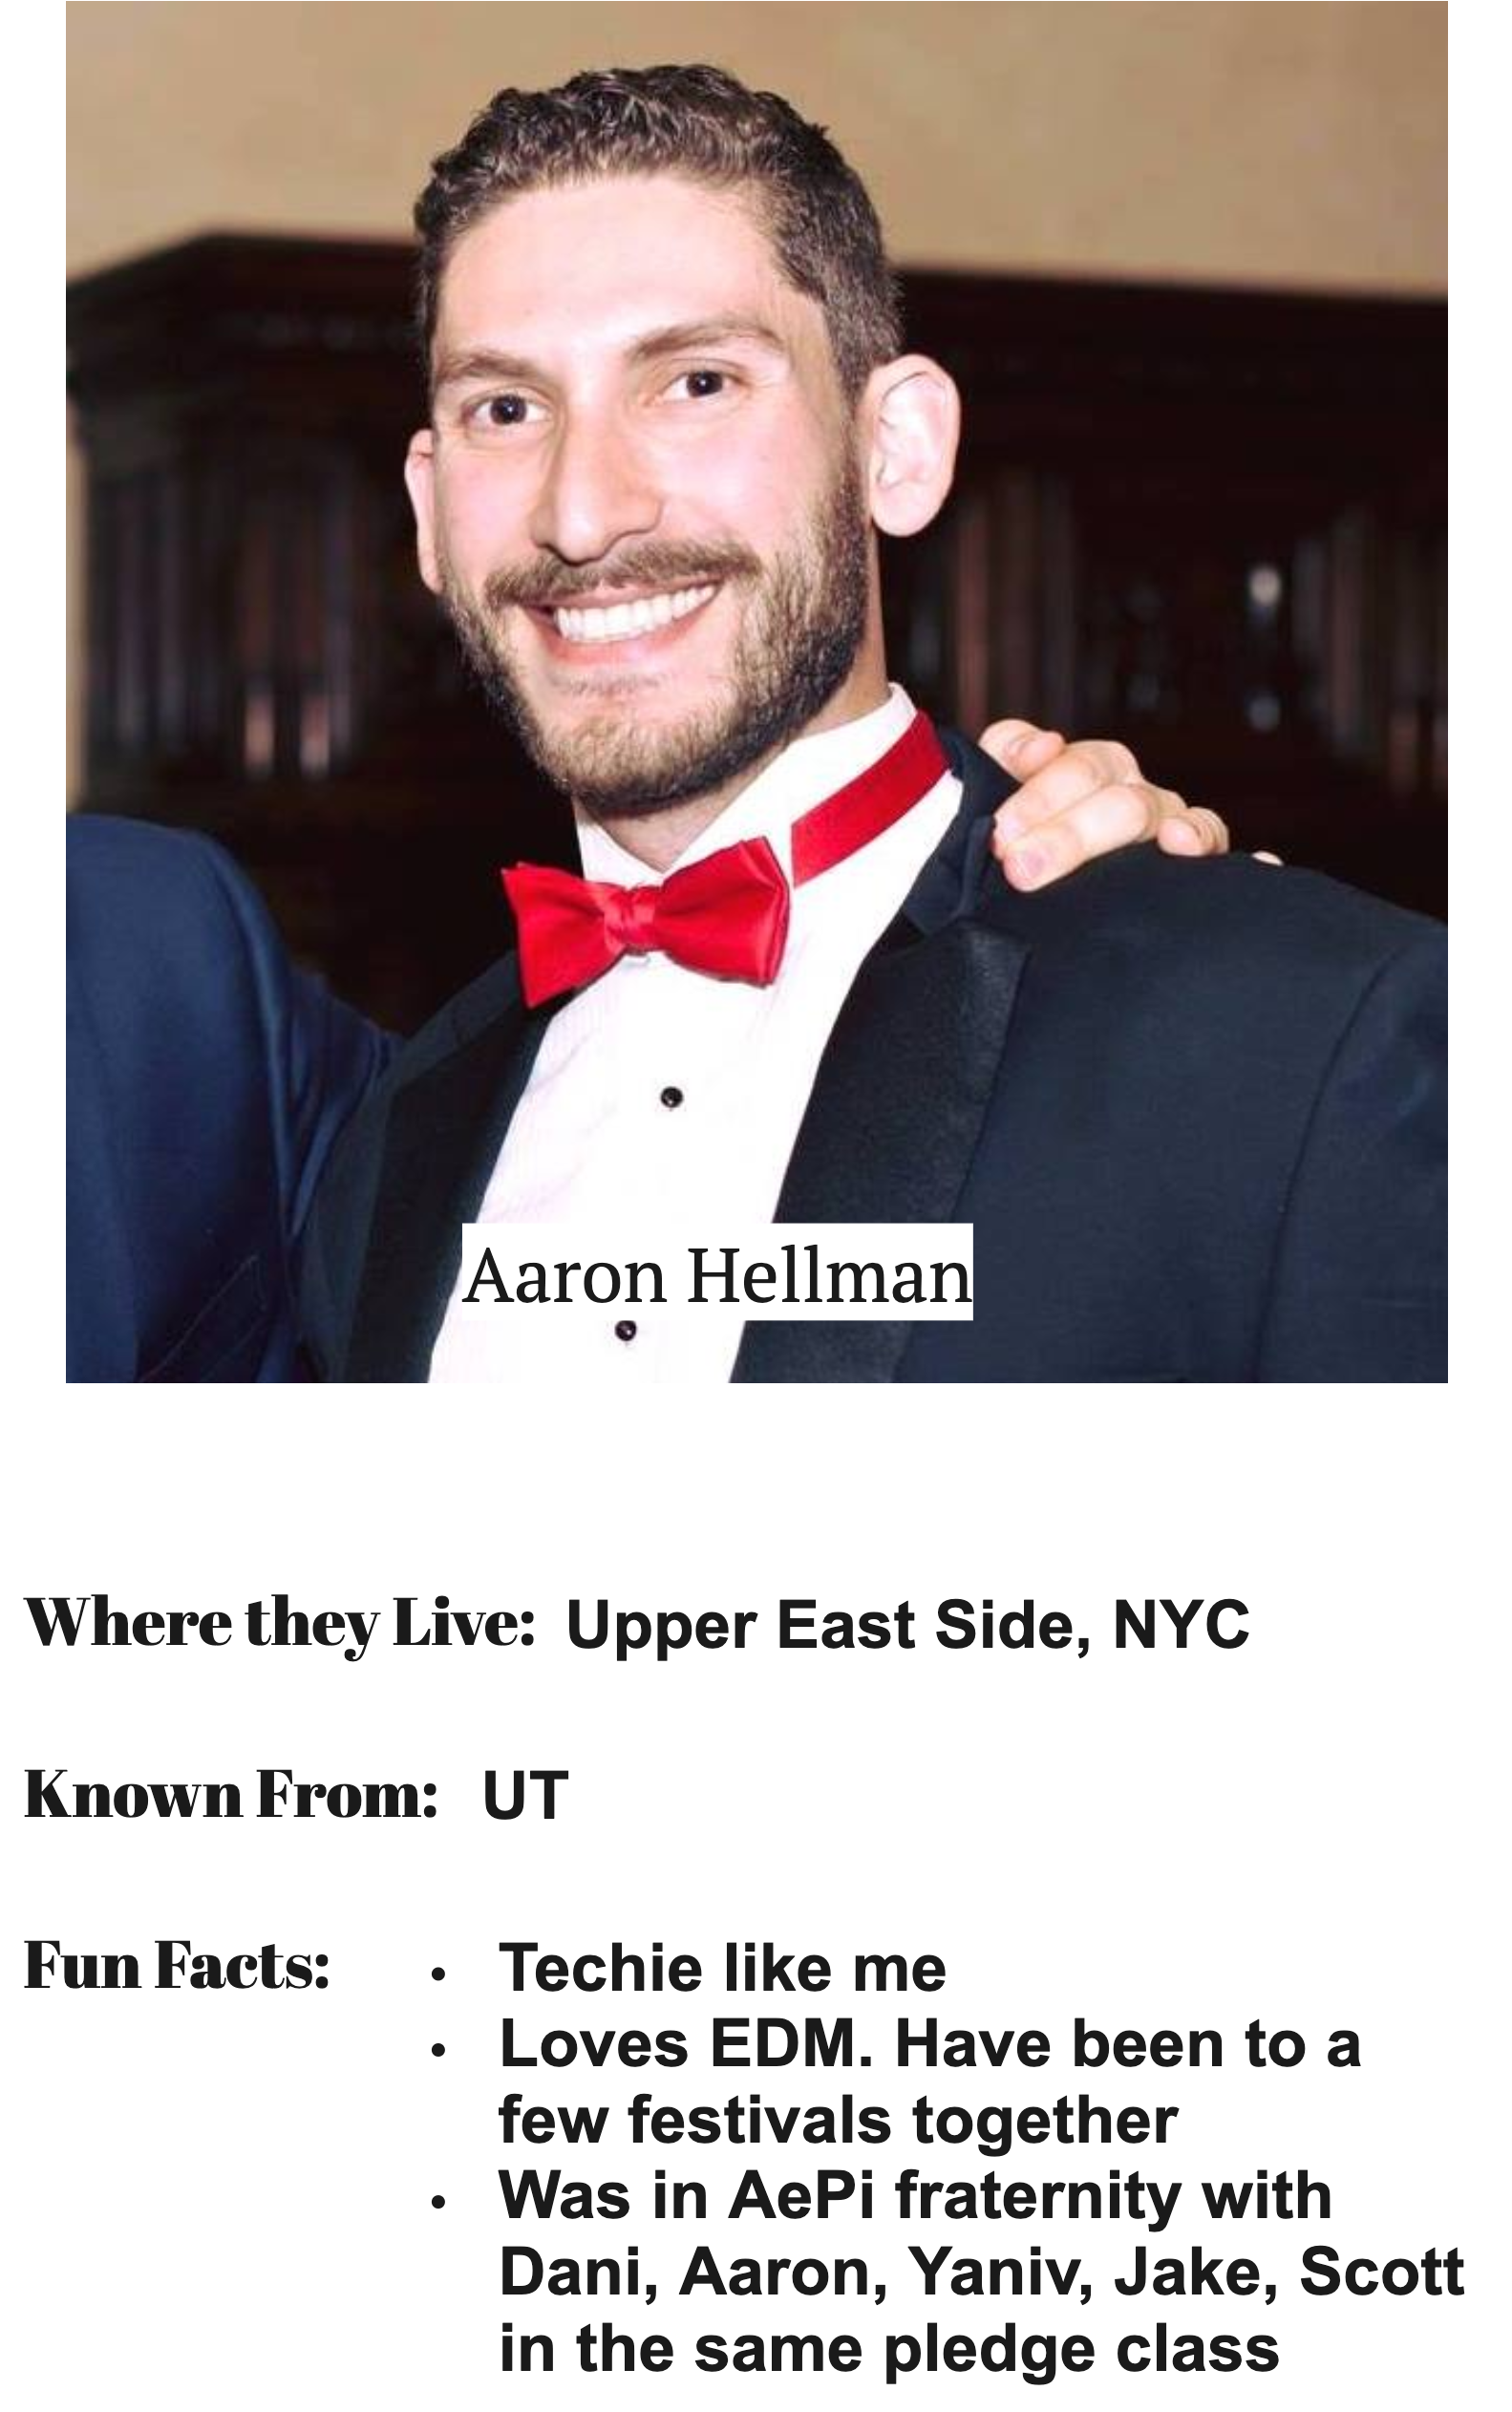 Aaron Hellman
Where they Live: Upper East Side, NYC
Known From: UT
Fun Facts: • Techie like me
• Loves EDM. Have been to a
few festivals together
• Was in AePi fraternity with
Dani, Aaron, Yaniv, Jake, Scott
in the same pledge class